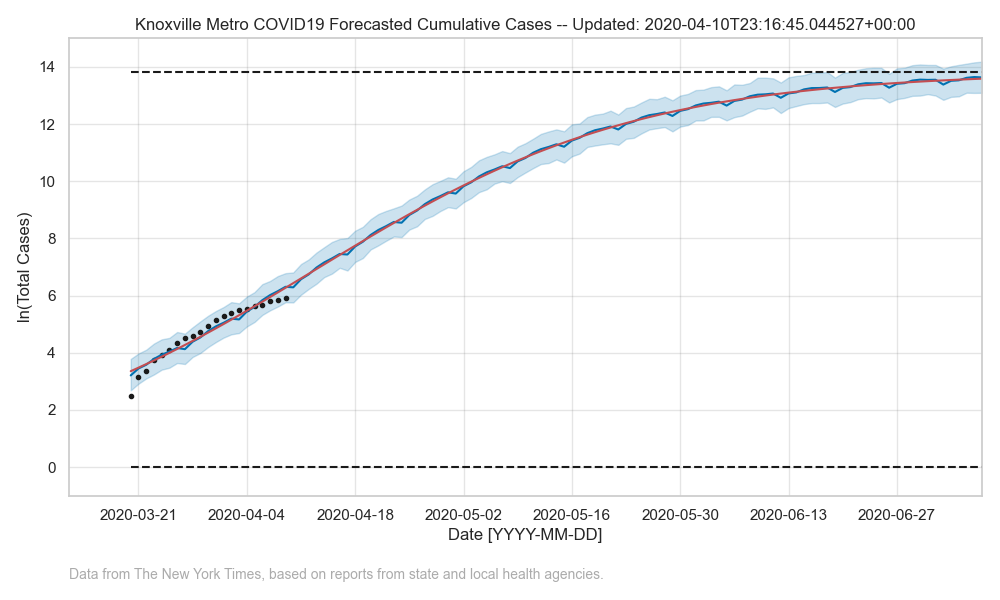 Knoxville Metro COVID19 Forecasted Cumulative Cases -- Updated: 2020-04-10T23:16:45.044527+00:00
ln(Total Cases)
14
12
10
8
6
4
2
0
2020-03-21 2020-04-04 2020-04-18 2020-05-02 2020-05-16 2020-05-30 2020-06-13 2020-06-27
Date [YYYY-MM-DD]
Data from The New York Times, based on reports from state and local health agencies.